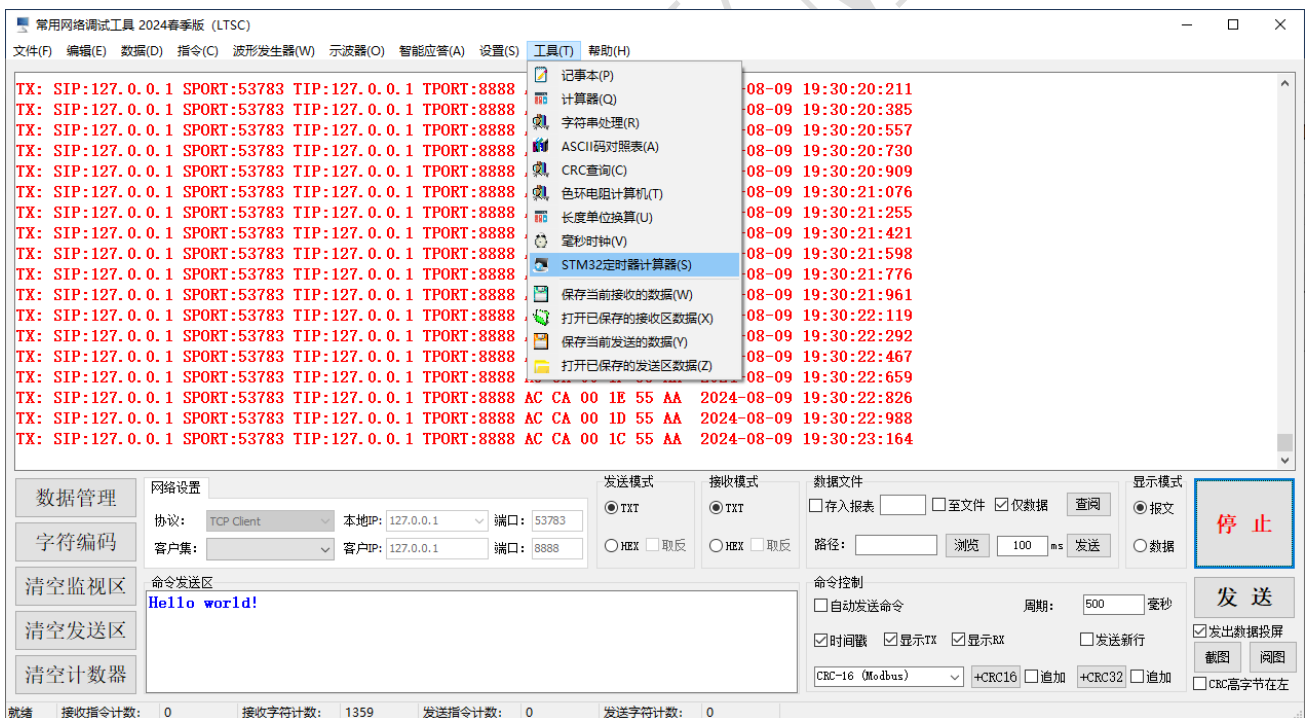 常用网络调试工具 2024春季版 (LTSC)
文件(F) 编辑(E) 数据(D) 指令(C) 波形发生器(W) 示波器(O) 智能应答(A) 设置(S) 工具(T) 帮助(H)
TX: SIP:127.0.0.1 SPORT:53783 TIP:127.0.0.1 TPORT:8888 -08-09 19:30:20:211
TX: SIP:127.0.0.1 SPORT:53783 TIP:127.0.0.1 TPORT:8888 -08-09 19:30:20:385
TX: SIP:127.0.0.1 SPORT:53783 TIP:127.0.0.1 TPORT:8888 -08-09 19:30:20:557
TX: SIP:127.0.0.1 SPORT:53783 TIP:127.0.0.1 TPORT:8888 -08-09 19:30:20:730
TX: SIP:127.0.0.1 SPORT:53783 TIP:127.0.0.1 TPORT:8888 -08-09 19:30:20:909
TX: SIP:127.0.0.1 SPORT:53783 TIP:127.0.0.1 TPORT:8888 -08-09 19:30:21:076
TX: SIP:127.0.0.1 SPORT:53783 TIP:127.0.0.1 TPORT:8888 -08-09 19:30:21:255
TX: SIP:127.0.0.1 SPORT:53783 TIP:127.0.0.1 TPORT:8888 -08-09 19:30:21:421
TX: SIP:127.0.0.1 SPORT:53783 TIP:127.0.0.1 TPORT:8888 -08-09 19:30:21:598
TX: SIP:127.0.0.1 SPORT:53783 TIP:127.0.0.1 TPORT:8888 -08-09 19:30:21:776
TX: SIP:127.0.0.1 SPORT:53783 TIP:127.0.0.1 TPORT:8888 -08-09 19:30:21:961
TX: SIP:127.0.0.1 SPORT:53783 TIP:127.0.0.1 TPORT:8888 -08-09 19:30:22:119
TX: SIP:127.0.0.1 SPORT:53783 TIP:127.0.0.1 TPORT:8888 -08-09 19:30:22:292
TX: SIP:127.0.0.1 SPORT:53783 TIP:127.0.0.1 TPORT:8888 -08-09 19:30:22:467
TX: SIP:127.0.0.1 SPORT:53783 TIP:127.0.0.1 TPORT:8888 19:30:22:659
TX: SIP:127.0.0.1 SPORT:53783 TIP:127.0.0.1 TPORT:8888 AC CA 00 1E 55 AA 2024-08-09 19:30:22:826
TX: SIP:127.0.0.1 SPORT:53783 TIP:127.0.0.1 TPORT:8888 AC CA 00 1D 55 AA 2024-08-09 19:30:22:988
TX: SIP:127.0.0.1 SPORT:53783 TIP:127.0.0.1 TPORT:8888 AC CA 00 1C 55 AA 2024-08-09 19:30:23:164
记事本(P)
计算器(Q)
字符串处理(R)
ASCII码对照表(A)
CRC查询(C)
色环电阻计算机(T)
长度单位换算(U)
毫秒时钟(V)
STM32定时器计算器(S)
保存当前接收的数据(W)
打开已保存的接收区数据(X)
保存当前发送的数据(Y)
打开已保存的发送区数据(Z)
数据管理
字符编码
清空监视区
清空发送区
清空计数器
网络设置
协议: TCP Client 本地IP: 127.0.0.1 端口: 53783
客户集: 客户IP: 127.0.0.1 端口: 8888
发送模式
TXT
HEX 取反
接收模式
TXT
HEX 取反
数据文件
存入报表 至文件 仅数据 查阅
路径: 浏览 100 ms 发送
显示模式
报文
数据
停 止
命令发送区
Hello world!
命令控制
自动发送命令 周期: 500 毫秒
时间戳 显示TX 显示RX 发送新行
CRC-16 (Modbus) +CRC16 追加 +CRC32 追加
发 送
发出数据投屏
截图 阅图
CRC高字节在左
就绪 接收指令计数: 0 接收字符计数: 1359 发送指令计数: 0 发送字符计数: 0